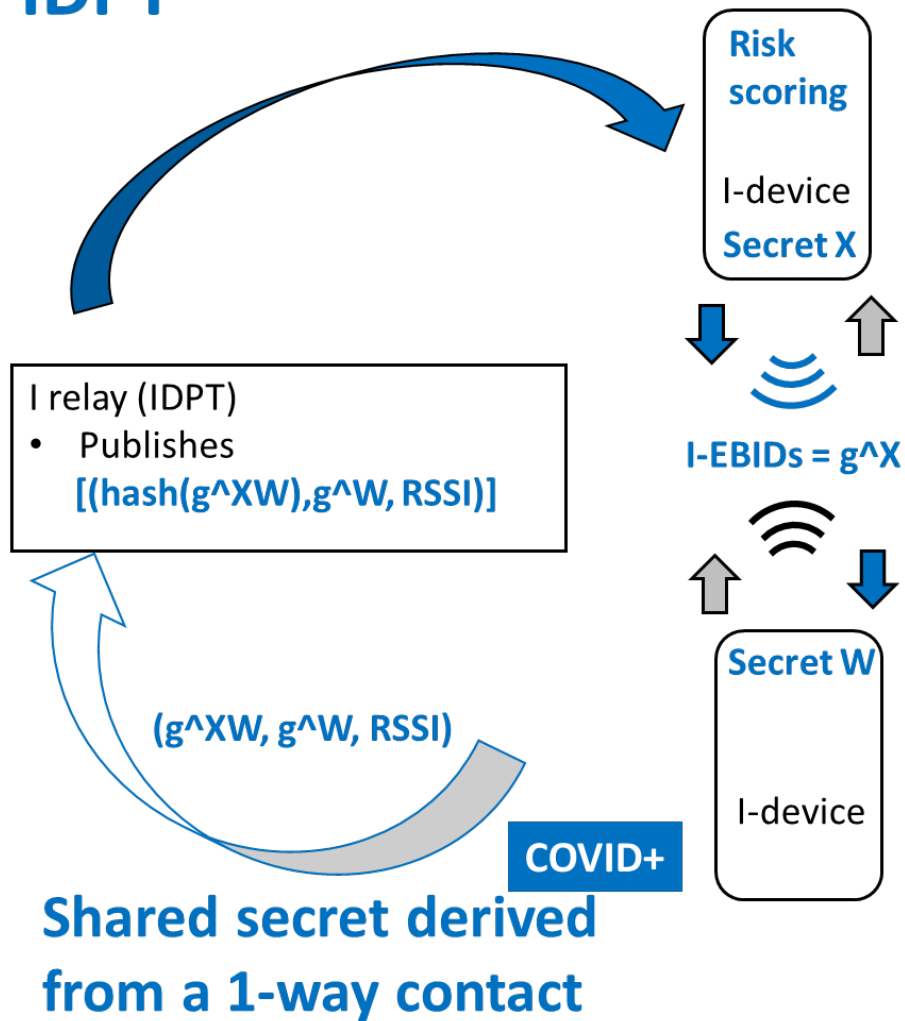 IDPT
Risk
scoring
I-device
Secret X
I relay (IDPT)
• Publishes
[(hash(g^XW),g^W, RSSI)]
I-EBIDs = g^X
Secret W
(g^XW, g^W, RSSI)
I-device
COVID+
Shared secret derived
from a 1-way contact